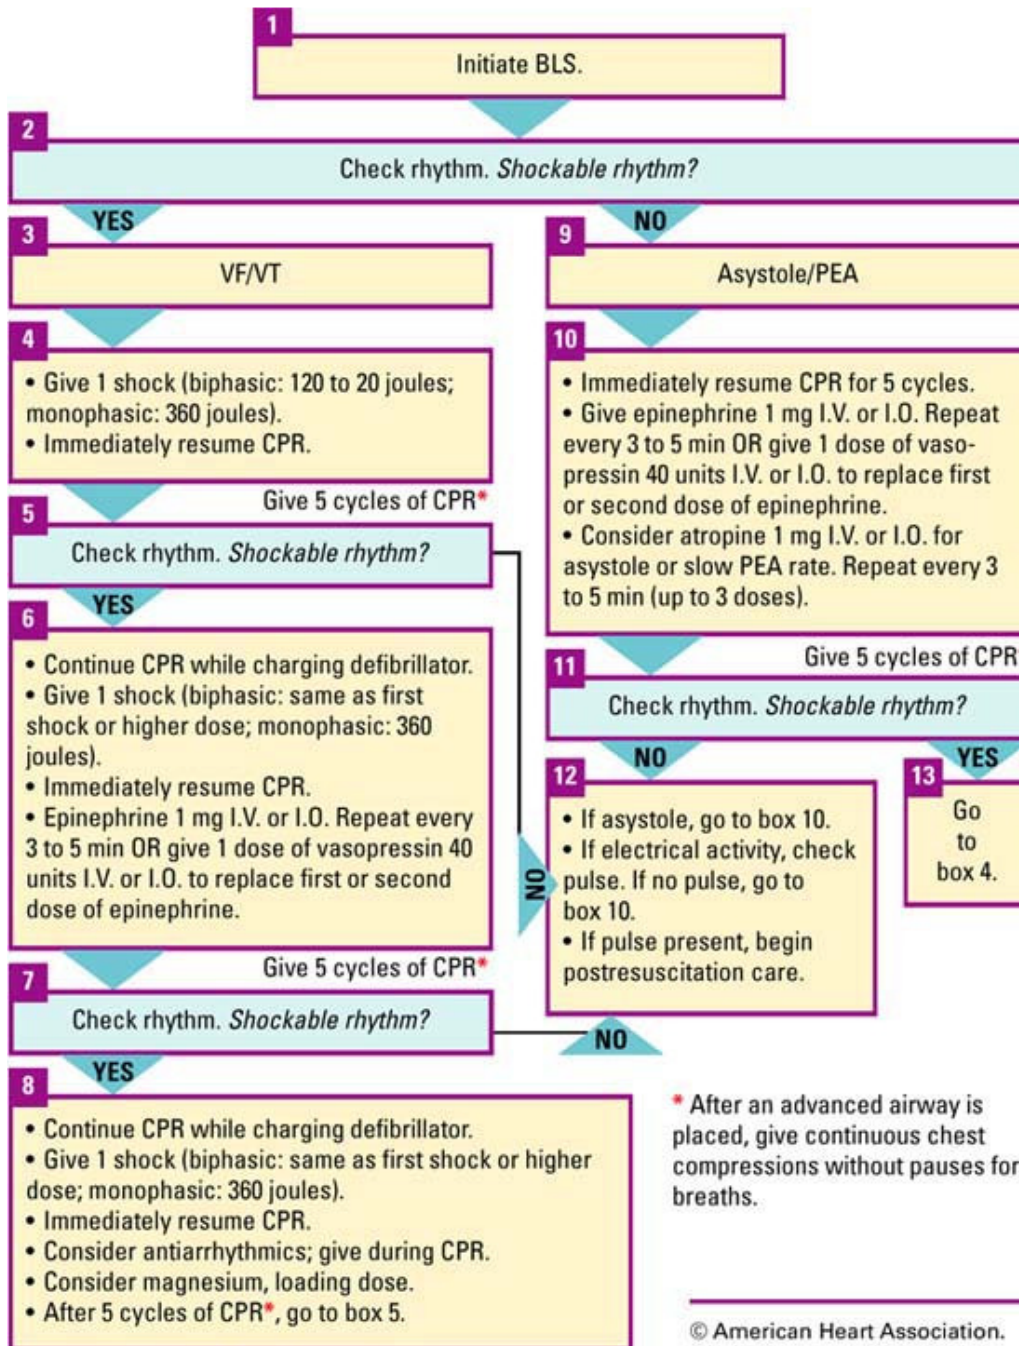 1
Initiate BLS.
2
Check rhythm. Shockable rhythm?
YES
NO
3
VF/VT
4
• Give 1 shock (biphasic: 120 to 20 joules;
monophasic: 360 joules).
• Immediately resume CPR.
Give 5 cycles of CPR*
5
Check rhythm. Shockable rhythm?
YES
6
• Continue CPR while charging defibrillator.
• Give 1 shock (biphasic: same as first
shock or higher dose; monophasic: 360
joules).
• Immediately resume CPR.
• Epinephrine 1 mg I.V. or I.O. Repeat every
3 to 5 min OR give 1 dose of vasopressin 40
units I.V. or I.O. to replace first or second
dose of epinephrine.
NO
Give 5 cycles of CPR*
7
Check rhythm. Shockable rhythm?
NO
YES
8
• Continue CPR while charging defibrillator.
• Give 1 shock (biphasic: same as first shock or higher
dose; monophasic: 360 joules).
• Immediately resume CPR.
• Consider antiarrhythmics; give during CPR.
• Consider magnesium, loading dose.
• After 5 cycles of CPR*, go to box 5.
9
Asystole/PEA
10
• Immediately resume CPR for 5 cycles.
• Give epinephrine 1 mg I.V. or I.O. Repeat
every 3 to 5 min OR give 1 dose of vaso-
pressin 40 units I.V. or I.O. to replace first
or second dose of epinephrine.
• Consider atropine 1 mg I.V. or I.O. for
asystole or slow PEA rate. Repeat every 3
to 5 min (up to 3 doses).
Give 5 cycles of CPR
11
Check rhythm. Shockable rhythm?
NO
YES
12
• If asystole, go to box 10.
• If electrical activity, check
pulse. If no pulse, go to
box 10.
• If pulse present, begin
postresuscitation care.
13
Go
to
box 4.
* After an advanced airway is
placed, give continuous chest
compressions without pauses for
breaths.
© American Heart Association.